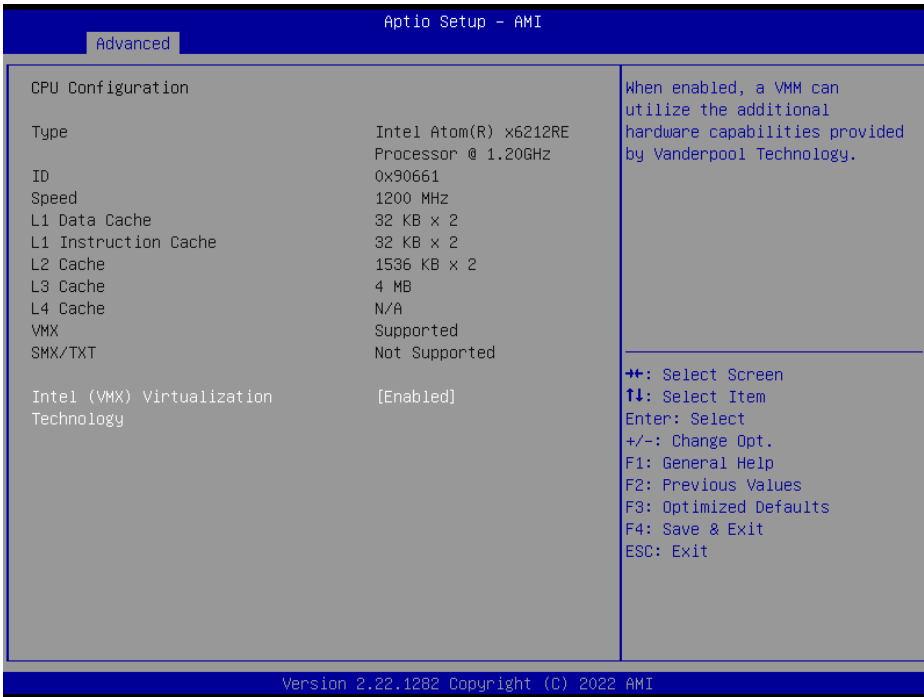 Aptio Setup – AMI
Advanced
CPU Configuration
Type Intel Atom(R) x6212RE
Processor @ 1.20GHz
ID 0x90661
Speed 1200 MHz
L1 Data Cache 32 KB x 2
L1 Instruction Cache 32 KB x 2
L2 Cache 1536 KB x 2
L3 Cache 4 MB
L4 Cache N/A
VMX Supported
SMX/TXT Not Supported
Intel (VMX) Virtualization [Enabled]
Technology
When enabled, a VMM can
utilize the additional
hardware capabilities provided
by Vanderpool Technology.
→←: Select Screen
↑↓: Select Item
Enter: Select
+/-: Change Opt.
F1: General Help
F2: Previous Values
F3: Optimized Defaults
F4: Save & Exit
ESC: Exit
Version 2.22.1282 Copyright (C) 2022 AMI